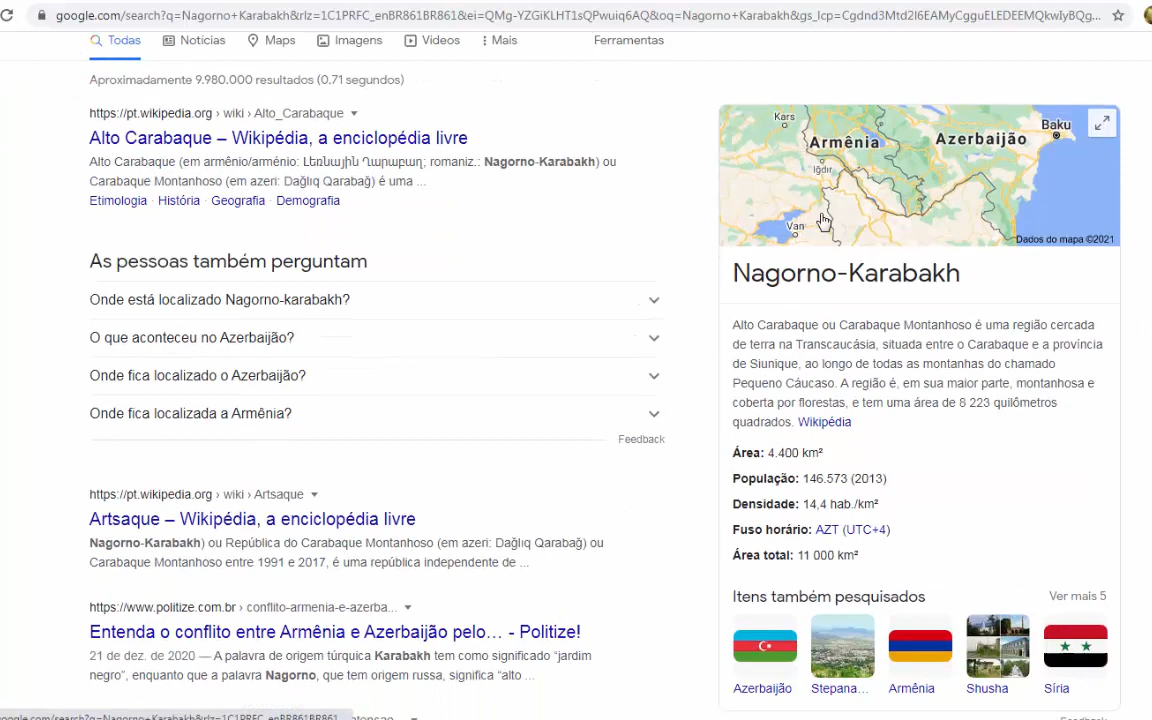 google.com/search?q=Nagorno+Karabakh&rlz=1C1PRFC_enBR861BR861&ei=QMg-YZGiKLHT1sQPwuiq6AQ&oq=Nagorno+Karabakh&gs_lcp=Cgdnd3Mtd2l6EAMyCgguELEDEEMQkwIyBQg...
Todas Notícias Maps Imagens Vídeos Mais Ferramentas
Aproximadamente 9.980.000 resultados (0,71 segundos)
https://pt.wikipedia.org › wiki › Alto_Carabaque
Alto Carabaque – Wikipédia, a enciclopédia livre
Alto Carabaque (em armênio/arménio: Լեռնային Ղարաբաղ; romaniz.: Nagorno-Karabakh) ou
Carabaque Montanhoso (em azeri: Dağlıq Qarabağ) é uma ...
Etimologia · História · Geografia · Demografia
As pessoas também perguntam
Onde está localizado Nagorno-karabakh?
O que aconteceu no Azerbaijão?
Onde fica localizado o Azerbaijão?
Onde fica localizada a Armênia?
Feedback
https://pt.wikipedia.org › wiki › Artsaque
Artsaque – Wikipédia, a enciclopédia livre
Nagorno-Karabakh) ou República do Carabaque Montanhoso (em azeri: Dağlıq Qarabağ) ou
Carabaque Montanhoso entre 1991 e 2017, é uma república independente de ...
https://www.politize.com.br › conflito-armenia-e-azerba...
Entenda o conflito entre Armênia e Azerbaijão pelo... - Politize!
21 de dez. de 2020 — A palavra de origem túrquica Karabakh tem como significado “jardim
negro”, enquanto que a palavra Nagorno, que tem origem russa, significa “alto ...
google.com/search?q=Nagorno+Karabakh&rlz=1C1PRFC_enBR861BR861
Kars
Armênia
Azerbaijão
Baku
Iğdır
Van
Dados do mapa ©2021
Nagorno-Karabakh
Alto Carabaque ou Carabaque Montanhoso é uma região cercada
de terra na Transcaucásia, situada entre o Carabaque e a província
de Siunique, ao longo de todas as montanhas do chamado
Pequeno Cáucaso. A região é, em sua maior parte, montanhosa e
coberta por florestas, e tem uma área de 8 223 quilômetros
quadrados. Wikipédia
Área: 4.400 km²
População: 146.573 (2013)
Densidade: 14,4 hab./km²
Fuso horário: AZT (UTC+4)
Área total: 11 000 km²
Itens também pesquisados
Ver mais 5
Azerbaijão Stepana... Armênia Shusha Síria